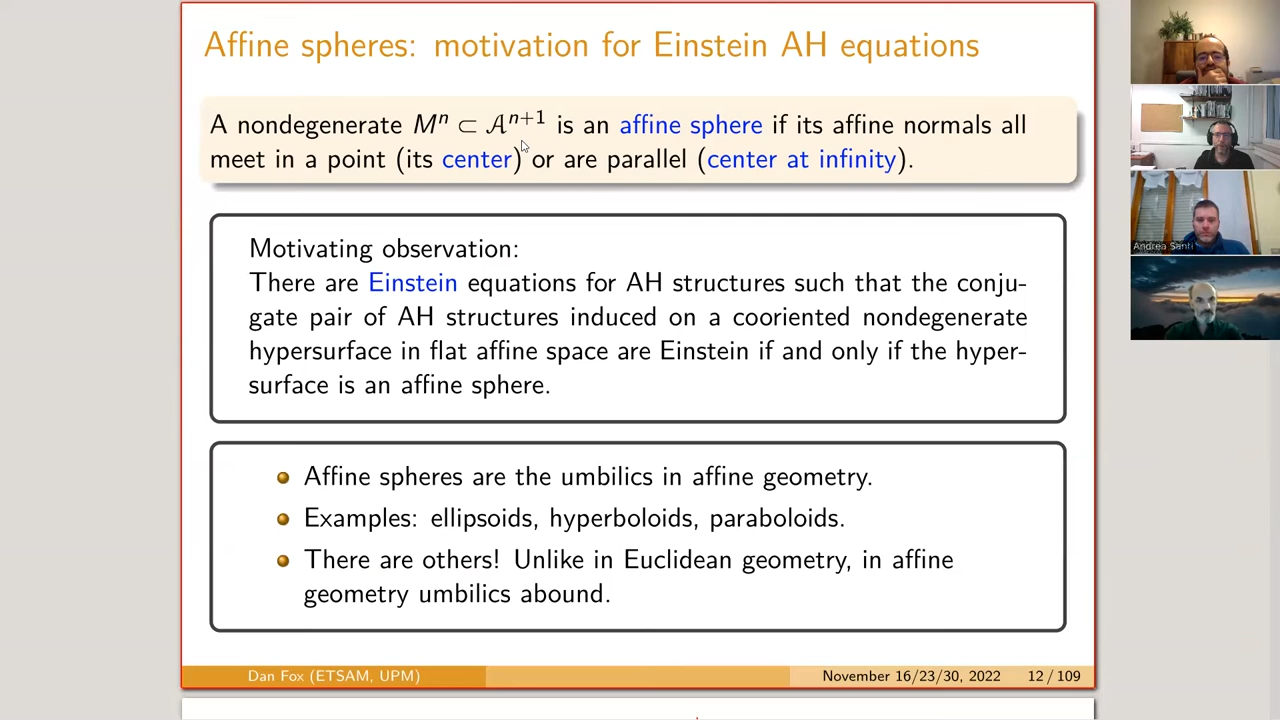 Affine spheres: motivation for Einstein AH equations
A nondegenerate Mⁿ ⊂ 𝒜ⁿ⁺¹ is an affine sphere if its affine normals all
meet in a point (its center) or are parallel (center at infinity).
Motivating observation:
There are Einstein equations for AH structures such that the conju-
gate pair of AH structures induced on a cooriented nondegenerate
hypersurface in flat affine space are Einstein if and only if the hyper-
surface is an affine sphere.
Affine spheres are the umbilics in affine geometry.
Examples: ellipsoids, hyperboloids, paraboloids.
There are others! Unlike in Euclidean geometry, in affine
geometry umbilics abound.
Dan Fox (ETSAM, UPM) November 16/23/30, 2022 12 / 109
Andrea Santi